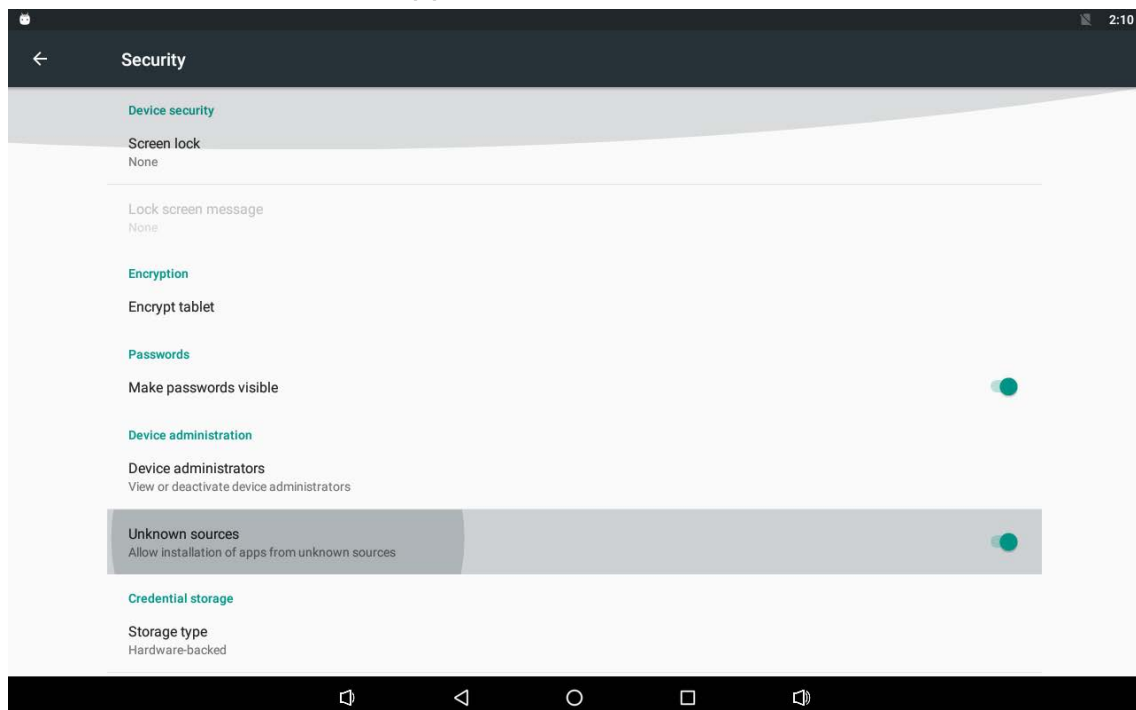 2:10
Security
Device security
Screen lock
None
Lock screen message
None
Encryption
Encrypt tablet
Passwords
Make passwords visible
Device administration
Device administrators
View or deactivate device administrators
Unknown sources
Allow installation of apps from unknown sources
Credential storage
Storage type
Hardware-backed